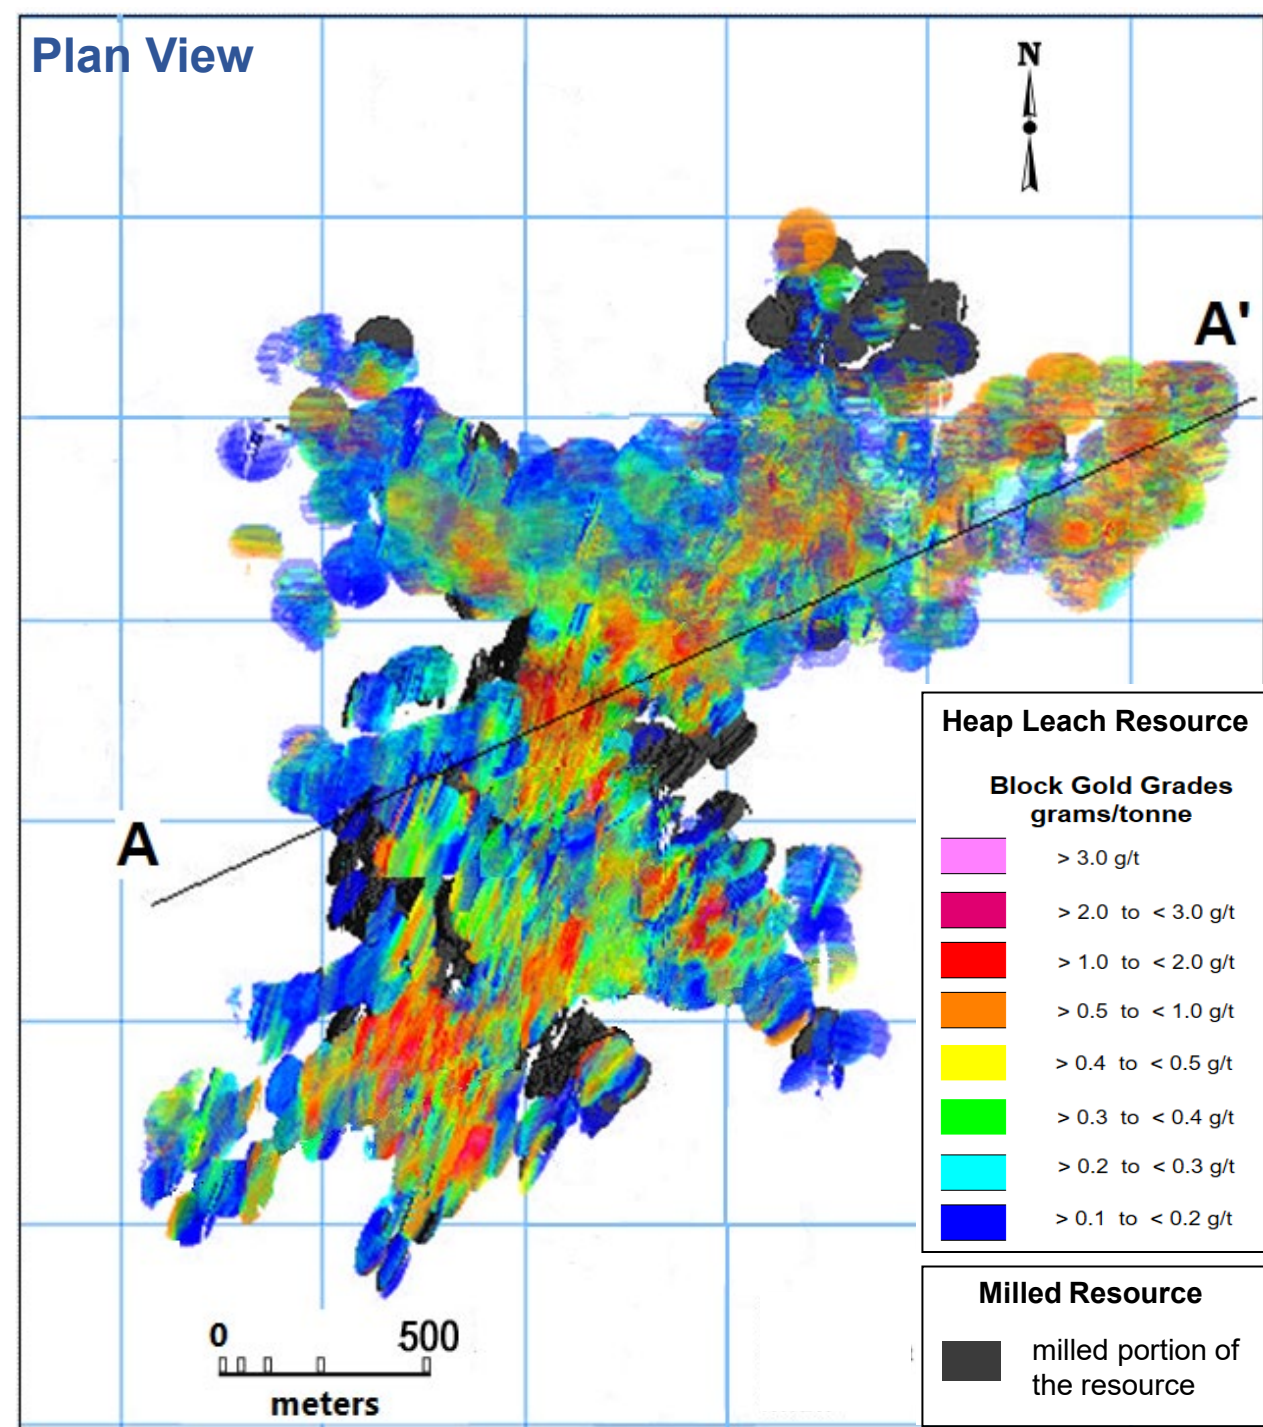 Plan View
N
A'
A
Heap Leach Resource
Block Gold Grades
grams/tonne
> 3.0 g/t
> 2.0 to < 3.0 g/t
> 1.0 to < 2.0 g/t
> 0.5 to < 1.0 g/t
> 0.4 to < 0.5 g/t
> 0.3 to < 0.4 g/t
> 0.2 to < 0.3 g/t
> 0.1 to < 0.2 g/t
Milled Resource
milled portion of
the resource
0 500
meters